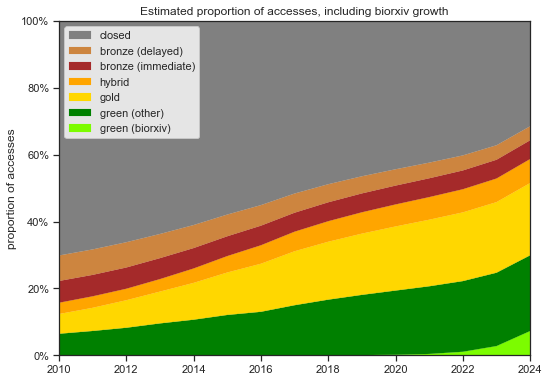 Estimated proportion of accesses, including biorxiv growth
100%
80%
60%
40%
20%
0%
proportion of accesses
closed
bronze (delayed)
bronze (immediate)
hybrid
gold
green (other)
green (biorxiv)
2010 2012 2014 2016 2018 2020 2022 2024